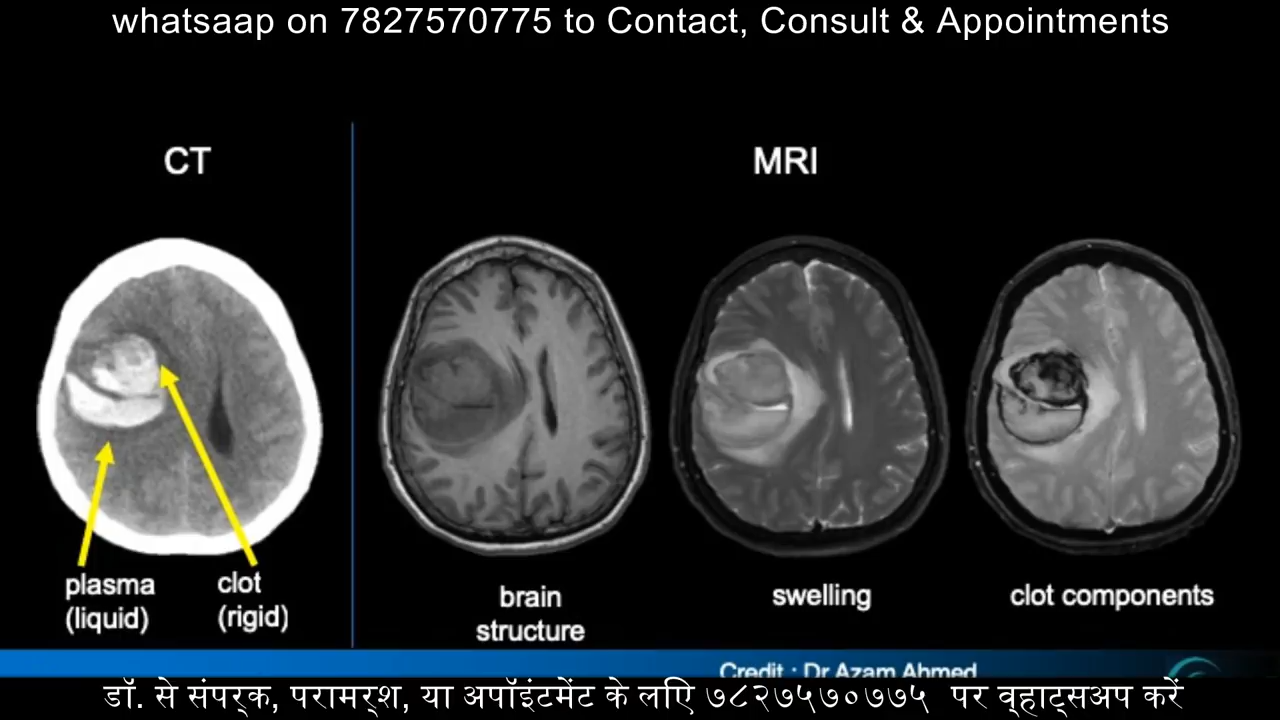 whatsaap on 7827570775 to Contact, Consult & Appointments
CT
MRI
plasma
(liquid)
clot
(rigid)
brain
structure
swelling
clot components
Credit : Dr Azam Ahmed
डॉ. से संपर्क, परामर्श, या अपॉइंटमेंट के लिए ७८२७५७०७७५ पर व्हाट्सअप करें